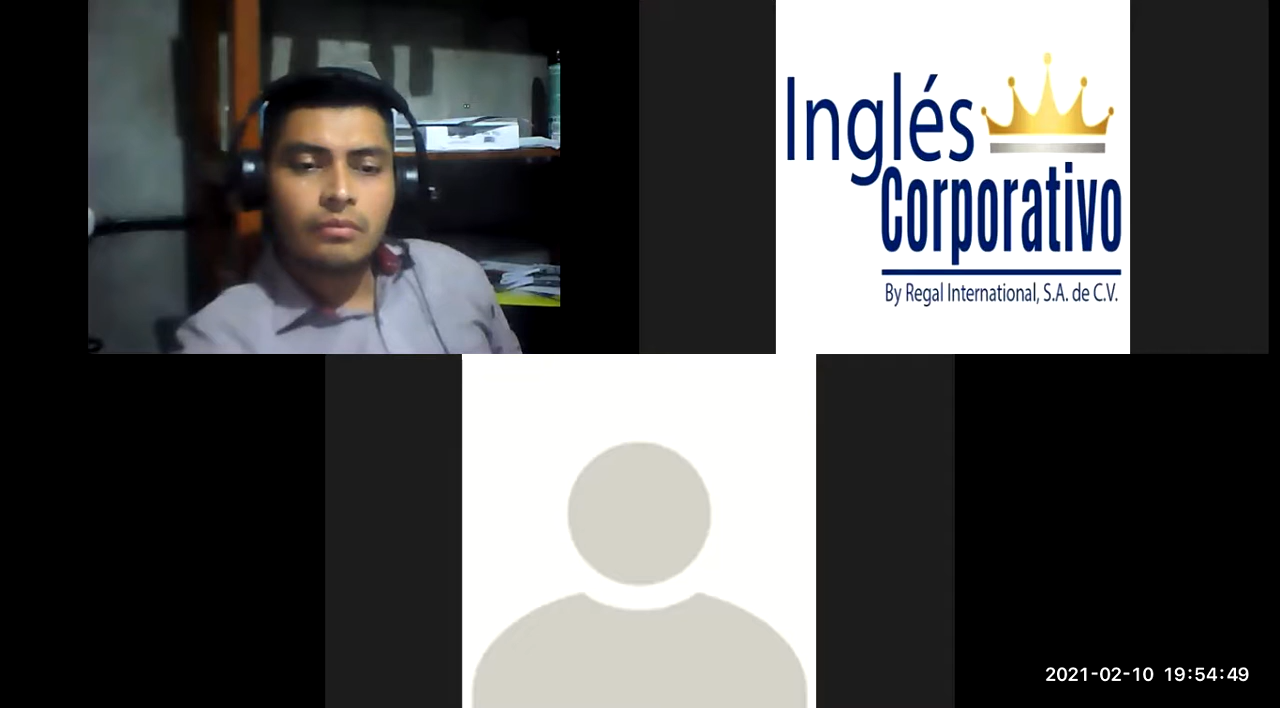 Inglés
Corporativo
By Regal International, S.A. de C.V.
2021-02-10 19:54:49